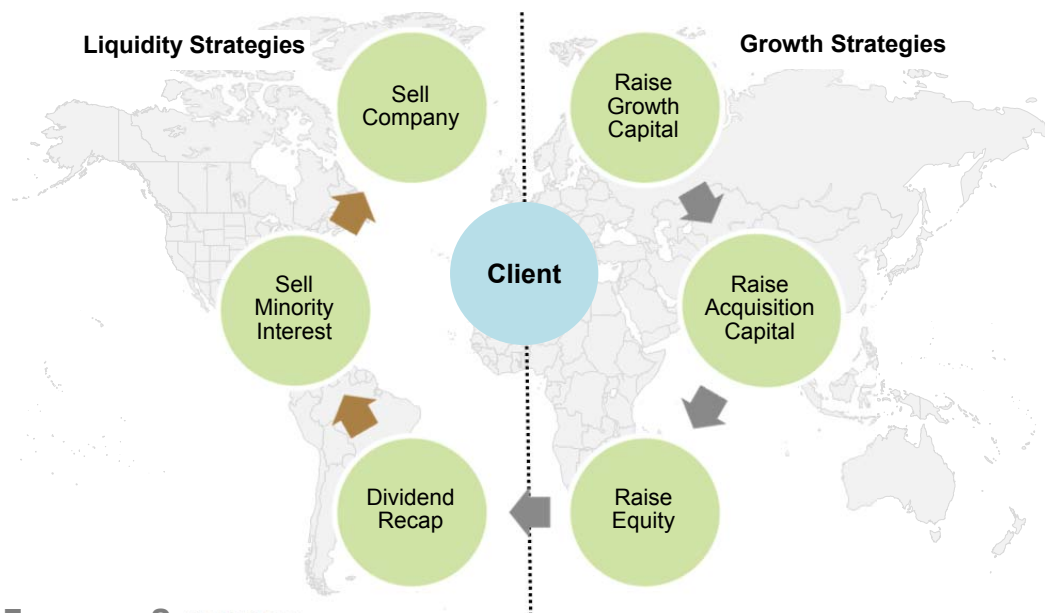 Liquidity Strategies
Growth Strategies
Sell
Company
Raise
Growth
Capital
Client
Sell
Minority
Interest
Raise
Acquisition
Capital
Dividend
Recap
Raise
Equity